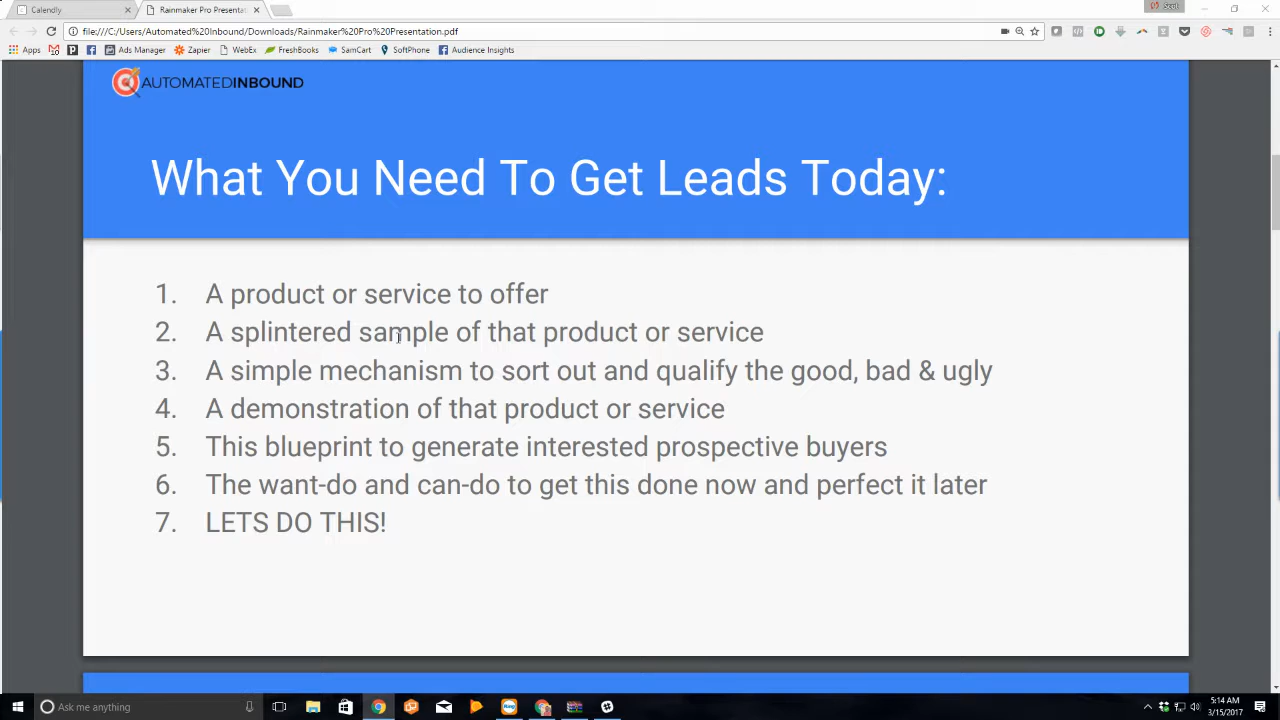 Calendly
Rainmaker Pro Presentat
file:///C:/Users/Automated%20Inbound/Downloads/Rainmaker%20Pro%20Presentation.pdf
Apps
Ads Manager
Zapier
WebEx
FreshBooks
SamCart
SoftPhone
Audience Insights
AUTOMATEDINBOUND
What You Need To Get Leads Today:
1. A product or service to offer
2. A splintered sample of that product or service
3. A simple mechanism to sort out and qualify the good, bad & ugly
4. A demonstration of that product or service
5. This blueprint to generate interested prospective buyers
6. The want-do and can-do to get this done now and perfect it later
7. LETS DO THIS!
Ask me anything
5:14 AM
3/15/2017